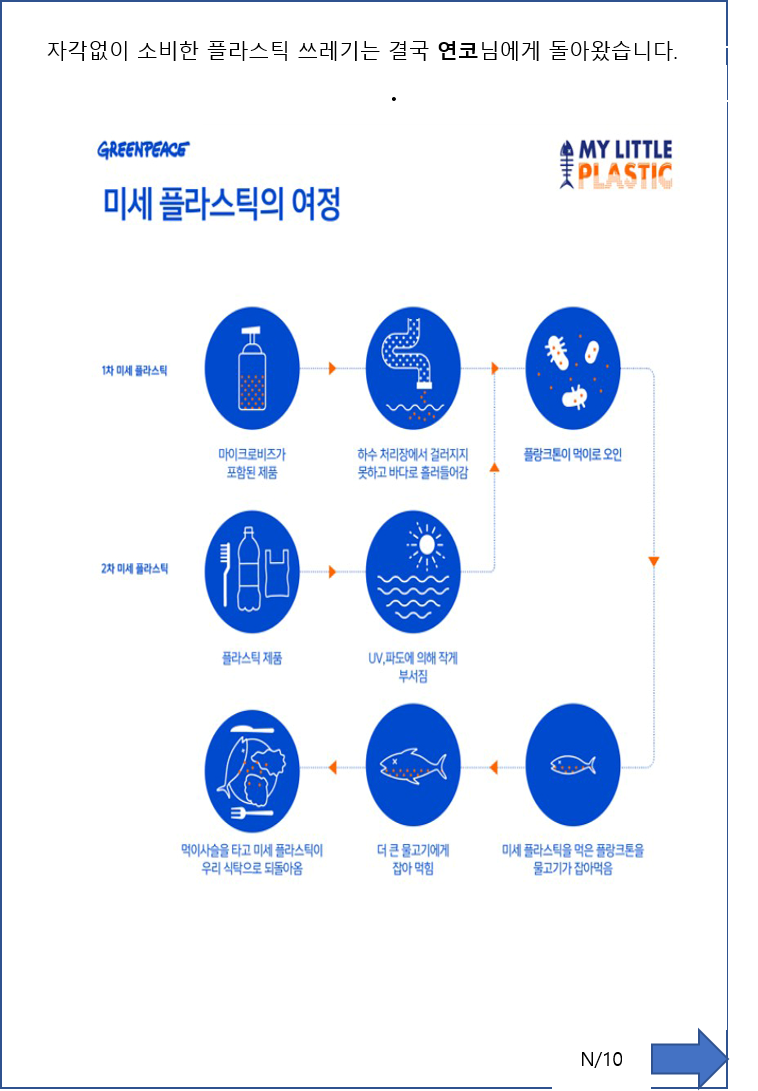 자각없이 소비한 플라스틱 쓰레기는 결국 연코님에게 돌아왔습니다.
.
GREENPEACE
MY LITTLE
PLASTIC
미세 플라스틱의 여정
1차 미세 플라스틱
마이크로비즈가
포함된 제품
하수 처리장에서 걸러지지
못하고 바다로 흘러들어감
플랑크톤이 먹이로 오인
2차 미세 플라스틱
플라스틱 제품
UV,파도에 의해 작게
부서짐
먹이사슬을 타고 미세 플라스틱이
우리 식탁으로 되돌아옴
더 큰 물고기에게
잡아 먹힘
미세 플라스틱을 먹은 플랑크톤을
물고기가 잡아먹음
N/10